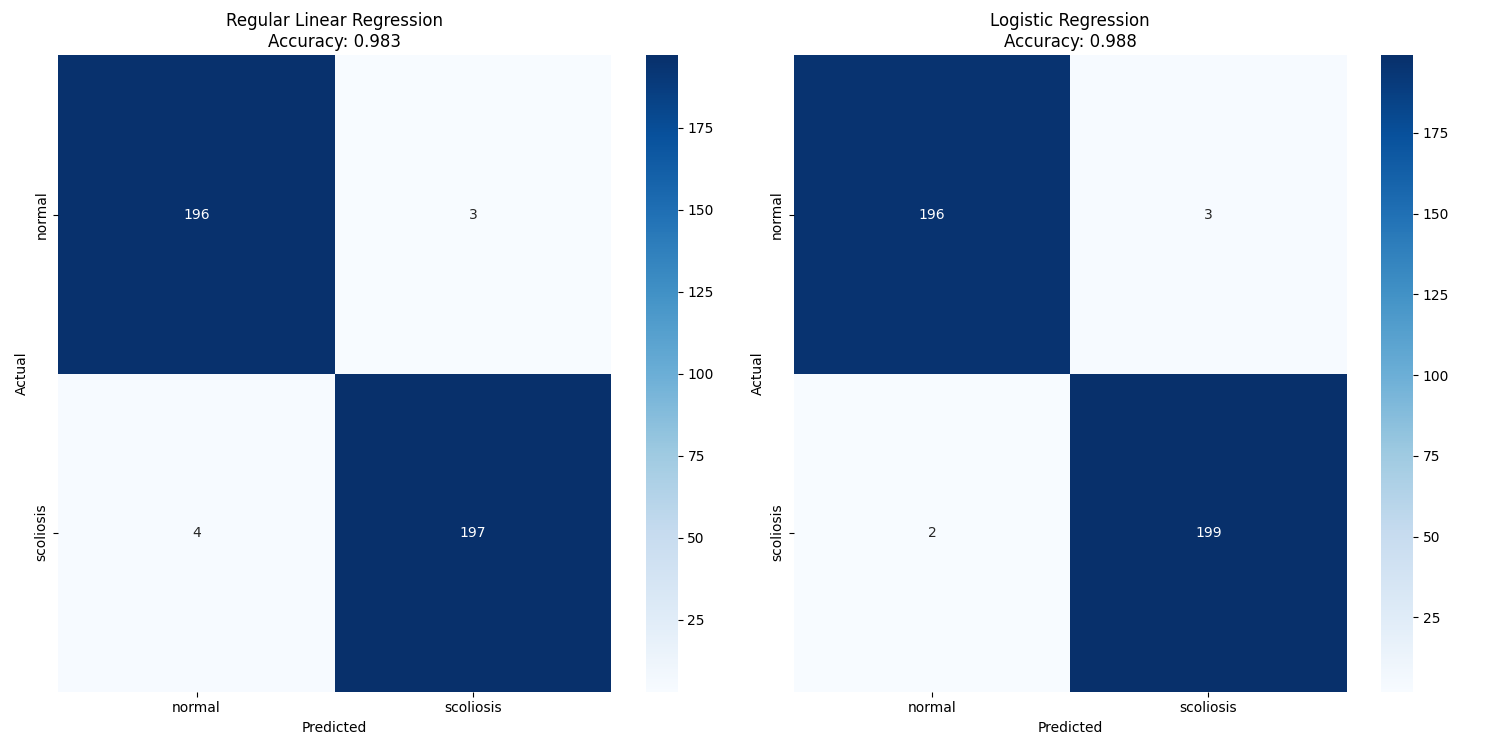 Regular Linear Regression
Accuracy: 0.983
normal
scoliosis
Actual
196
3
4
197
normal
scoliosis
Predicted
175
150
125
100
75
50
25
Logistic Regression
Accuracy: 0.988
normal
scoliosis
Actual
196
3
2
199
normal
scoliosis
Predicted
175
150
125
100
75
50
25